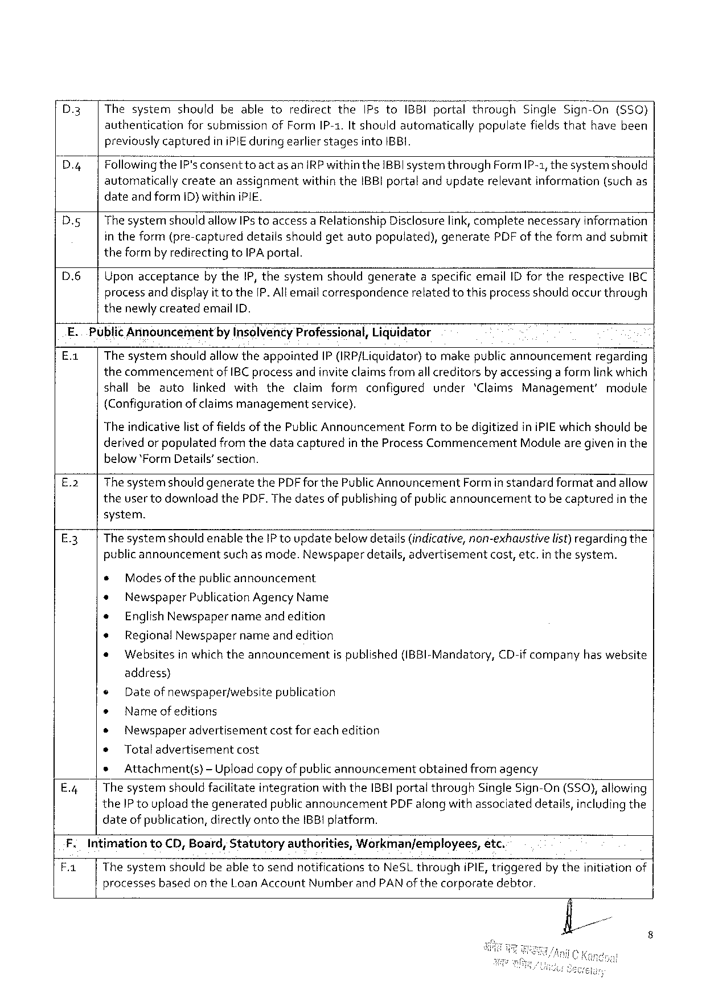 D.3 The system should be able to redirect the IPs to IBBI portal through Single Sign-On (SSO)
authentication for submission of Form IP-1. It should automatically populate fields that have been
previously captured in iPIE during earlier stages into IBBI.
D.4 Following the IP's consent to act as an IRP within the IBBI system through Form IP-1, the system should
automatically create an assignment within the IBBI portal and update relevant information (such as
date and form ID) within iPIE.
D.5 The system should allow IPs to access a Relationship Disclosure link, complete necessary information
in the form (pre-captured details should get auto populated), generate PDF of the form and submit
the form by redirecting to IPA portal.
D.6 Upon acceptance by the IP, the system should generate a specific email ID for the respective IBC
process and display it to the IP. All email correspondence related to this process should occur through
the newly created email ID.
E. Public Announcement by Insolvency Professional, Liquidator
E.1 The system should allow the appointed IP (IRP/Liquidator) to make public announcement regarding
the commencement of IBC process and invite claims from all creditors by accessing a form link which
shall be auto linked with the claim form configured under ‘Claims Management’ module
(Configuration of claims management service).
The indicative list of fields of the Public Announcement Form to be digitized in iPIE which should be
derived or populated from the data captured in the Process Commencement Module are given in the
below ‘Form Details’ section.
E.2 The system should generate the PDF for the Public Announcement Form in standard format and allow
the user to download the PDF. The dates of publishing of public announcement to be captured in the
system.
E.3 The system should enable the IP to update below details (indicative, non-exhaustive list) regarding the
public announcement such as mode. Newspaper details, advertisement cost, etc. in the system.
• Modes of the public announcement
• Newspaper Publication Agency Name
• English Newspaper name and edition
• Regional Newspaper name and edition
• Websites in which the announcement is published (IBBI-Mandatory, CD-if company has website
address)
• Date of newspaper/website publication
• Name of editions
• Newspaper advertisement cost for each edition
• Total advertisement cost
• Attachment(s) – Upload copy of public announcement obtained from agency
E.4 The system should facilitate integration with the IBBI portal through Single Sign-On (SSO), allowing
the IP to upload the generated public announcement PDF along with associated details, including the
date of publication, directly onto the IBBI platform.
F. Intimation to CD, Board, Statutory authorities, Workman/employees, etc.
F.1 The system should be able to send notifications to NeSL through iPIE, triggered by the initiation of
processes based on the Loan Account Number and PAN of the corporate debtor.
8
/Anil C Kandpal
/Under Secretary